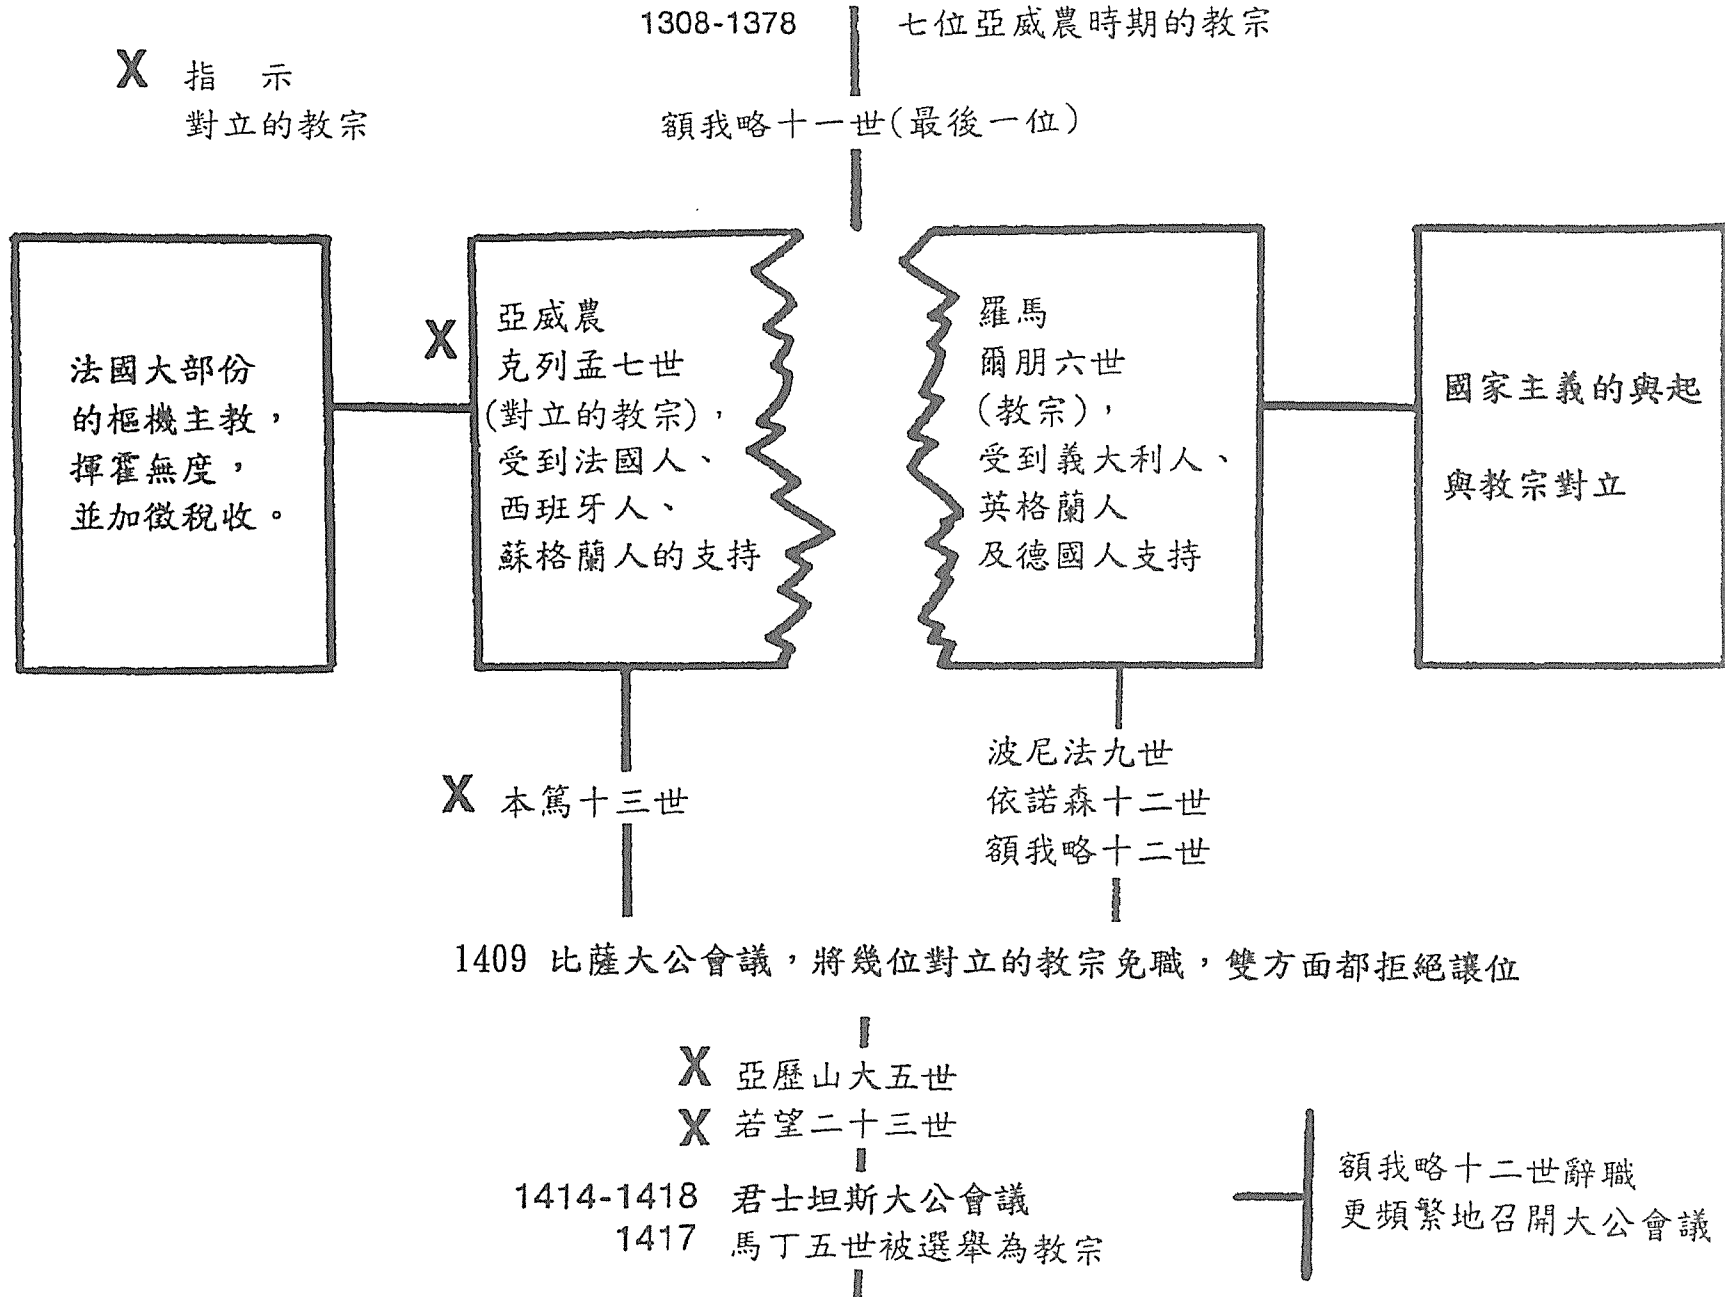 1308-1378 七位亞威農時期的教宗
X 指 示
對立的教宗
額我略十一世(最後一位)
法國大部份
的樞機主教，
揮霍無度，
並加徵稅收。
X 亞威農
克列孟七世
(對立的教宗)，
受到法國人、
西班牙人、
蘇格蘭人的支持
羅馬
爾朋六世
(教宗)，
受到義大利人、
英格蘭人
及德國人支持
國家主義的與起
與教宗對立
X 本篤十三世
波尼法九世
依諾森十二世
額我略十二世
1409 比薩大公會議，將幾位對立的教宗免職，雙方面都拒絕讓位
X 亞歷山大五世
X 若望二十三世
1414-1418 君士坦斯大公會議
1417 馬丁五世被選舉為教宗
額我略十二世辭職
更頻繁地召開大公會議